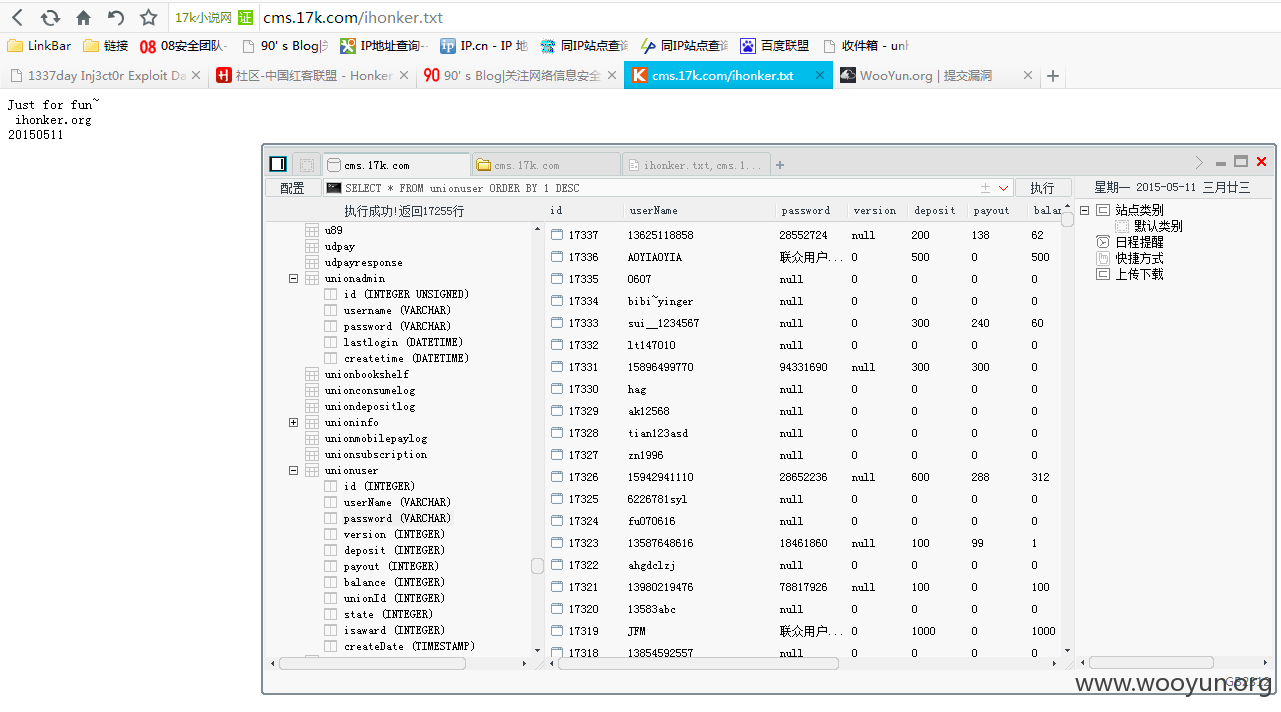 17k小说网 证 cms.17k.com/ihonker.txt
LinkBar 链接 08 08安全团队- 90' s Blog|关 IP地址查询-- IP.cn - IP 地 同IP站点查询 同IP站点查询 百度联盟 收件箱 - unl
1337day Inj3ct0r Exploit Da 社区-中国红客联盟 - Honker 90 90' s Blog|关注网络信息安全 cms.17k.com/ihonker.txt WooYun.org | 提交漏洞
Just for fun~
ihonker.org
20150511
cms.17k.com cms.17k.com ihonker.txt,cms.1...
配置 SELECT * FROM unionuser ORDER BY 1 DESC 执行 星期一 2015-05-11 三月廿三
执行成功!返回17255行
u89
udpay
udpayresponse
unionadmin
id (INTEGER UNSIGNED)
username (VARCHAR)
password (VARCHAR)
lastlogin (DATETIME)
createtime (DATETIME)
unionbookshelf
unionconsumelog
uniondepositlog
unioninfo
unionmobilepaylog
unionsubscription
unionuser
id (INTEGER)
userName (VARCHAR)
password (VARCHAR)
version (INTEGER)
deposit (INTEGER)
payout (INTEGER)
balance (INTEGER)
unionId (INTEGER)
state (INTEGER)
isaward (INTEGER)
createDate (TIMESTAMP)
id userName password version deposit payout balan
17337 13625118858 28552724 null 200 138 62
17336 AOYIAOYIA 联众用户... 0 500 0 500
17335 0607 null 0 0 0 0
17334 bibi~yinger null 0 0 0 0
17333 sui__1234567 null 0 300 240 60
17332 lt147010 null 0 0 0 0
17331 15896499770 94331690 null 300 300 0
17330 hag null 0 0 0 0
17329 ak12568 null 0 0 0 0
17328 tian123asd null 0 0 0 0
17327 zn1996 null 0 0 0 0
17326 15942941110 28652236 null 600 288 312
17325 6226781syl null 0 0 0 0
17324 fu070616 null 0 0 0 0
17323 13587648616 18461860 null 100 99 1
17322 ahgdclzj null 0 0 0 0
17321 13980219476 78817926 null 100 0 100
17320 13583abc null 0 0 0 0
17319 JFM 联众用户... 0 1000 0 1000
17318 13854592557 null 0 0 0 0
站点类别
默认类别
日程提醒
快捷方式
上传下载
GB2312
www.wooyun.org